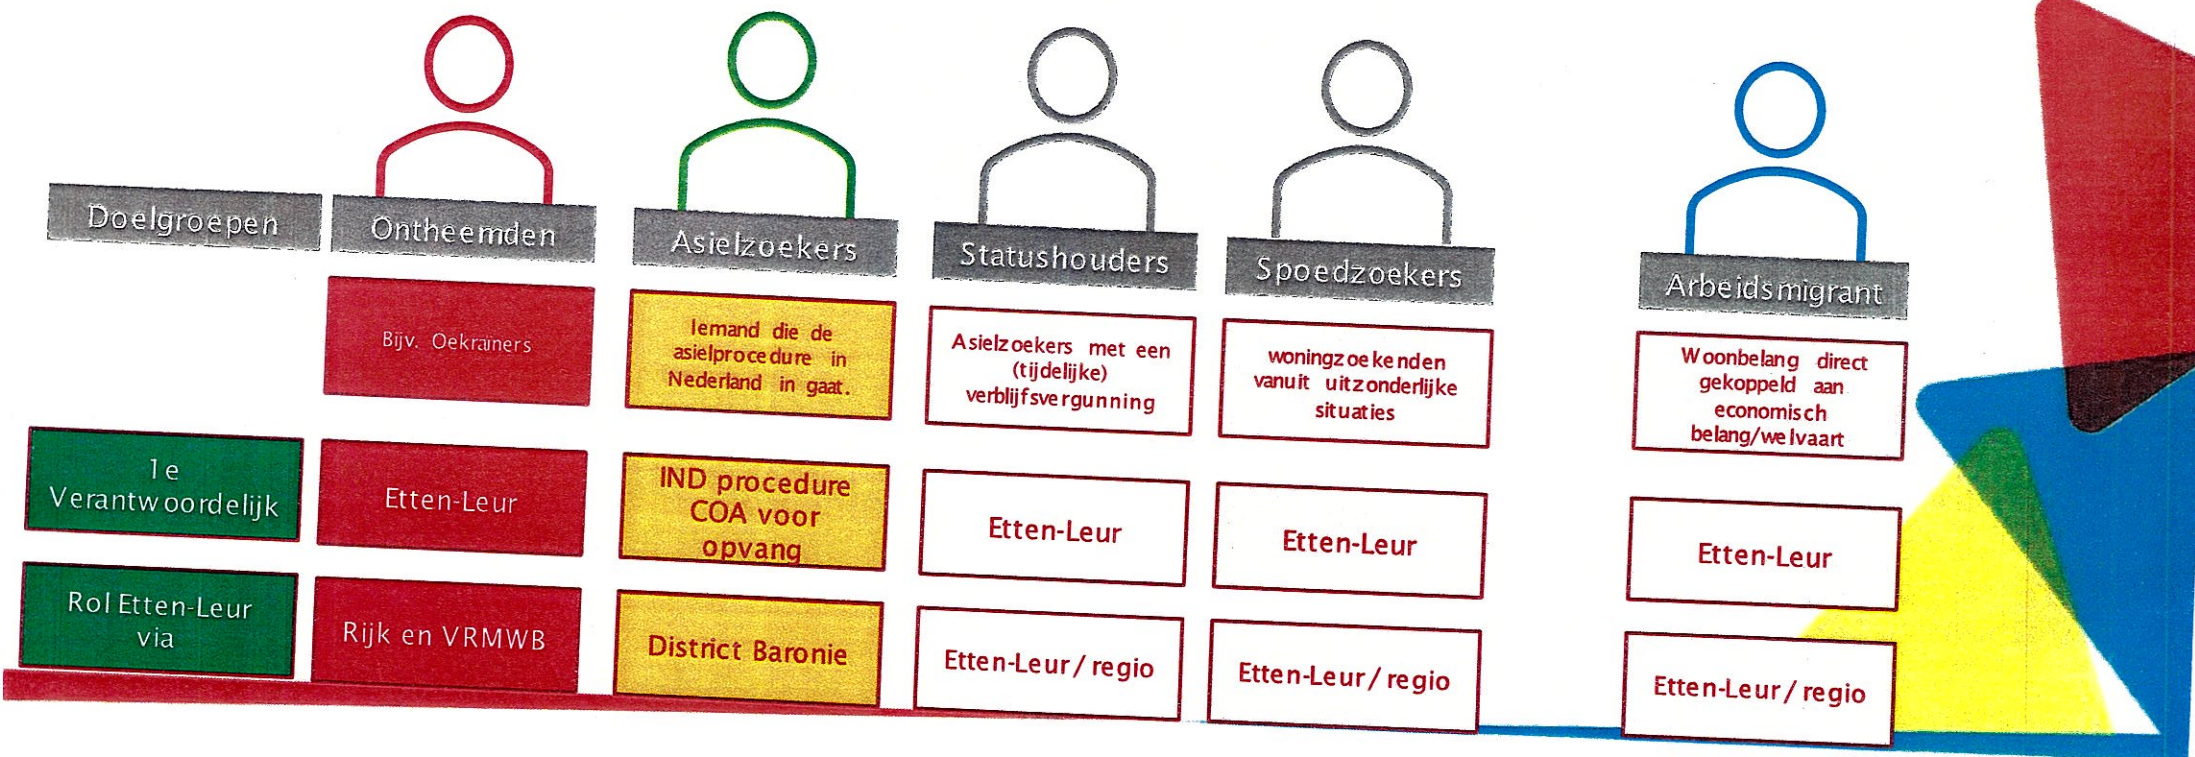 Doelgroepen
Ontheemden
Asielzoekers
Statushouders
Spoedzoekers
Arbeidsmigrant
Bijv. Oekrainers
Iemand die de
asielprocedure in
Nederland in gaat.
Asielzoekers met een
(tijdelijke)
verblijfsvergunning
woningzoekenden
vanuit uitzonderlijke
situaties
Woonbelang direct
gekoppeld aan
economisch
belang/welvaart
1e
Verantwoordelijk
Etten-Leur
IND procedure
COA voor
opvang
Etten-Leur
Etten-Leur
Etten-Leur
Rol Etten-Leur
via
Rijk en VRMWB
District Baronie
Etten-Leur/ regio
Etten-Leur/ regio
Etten-Leur/ regio